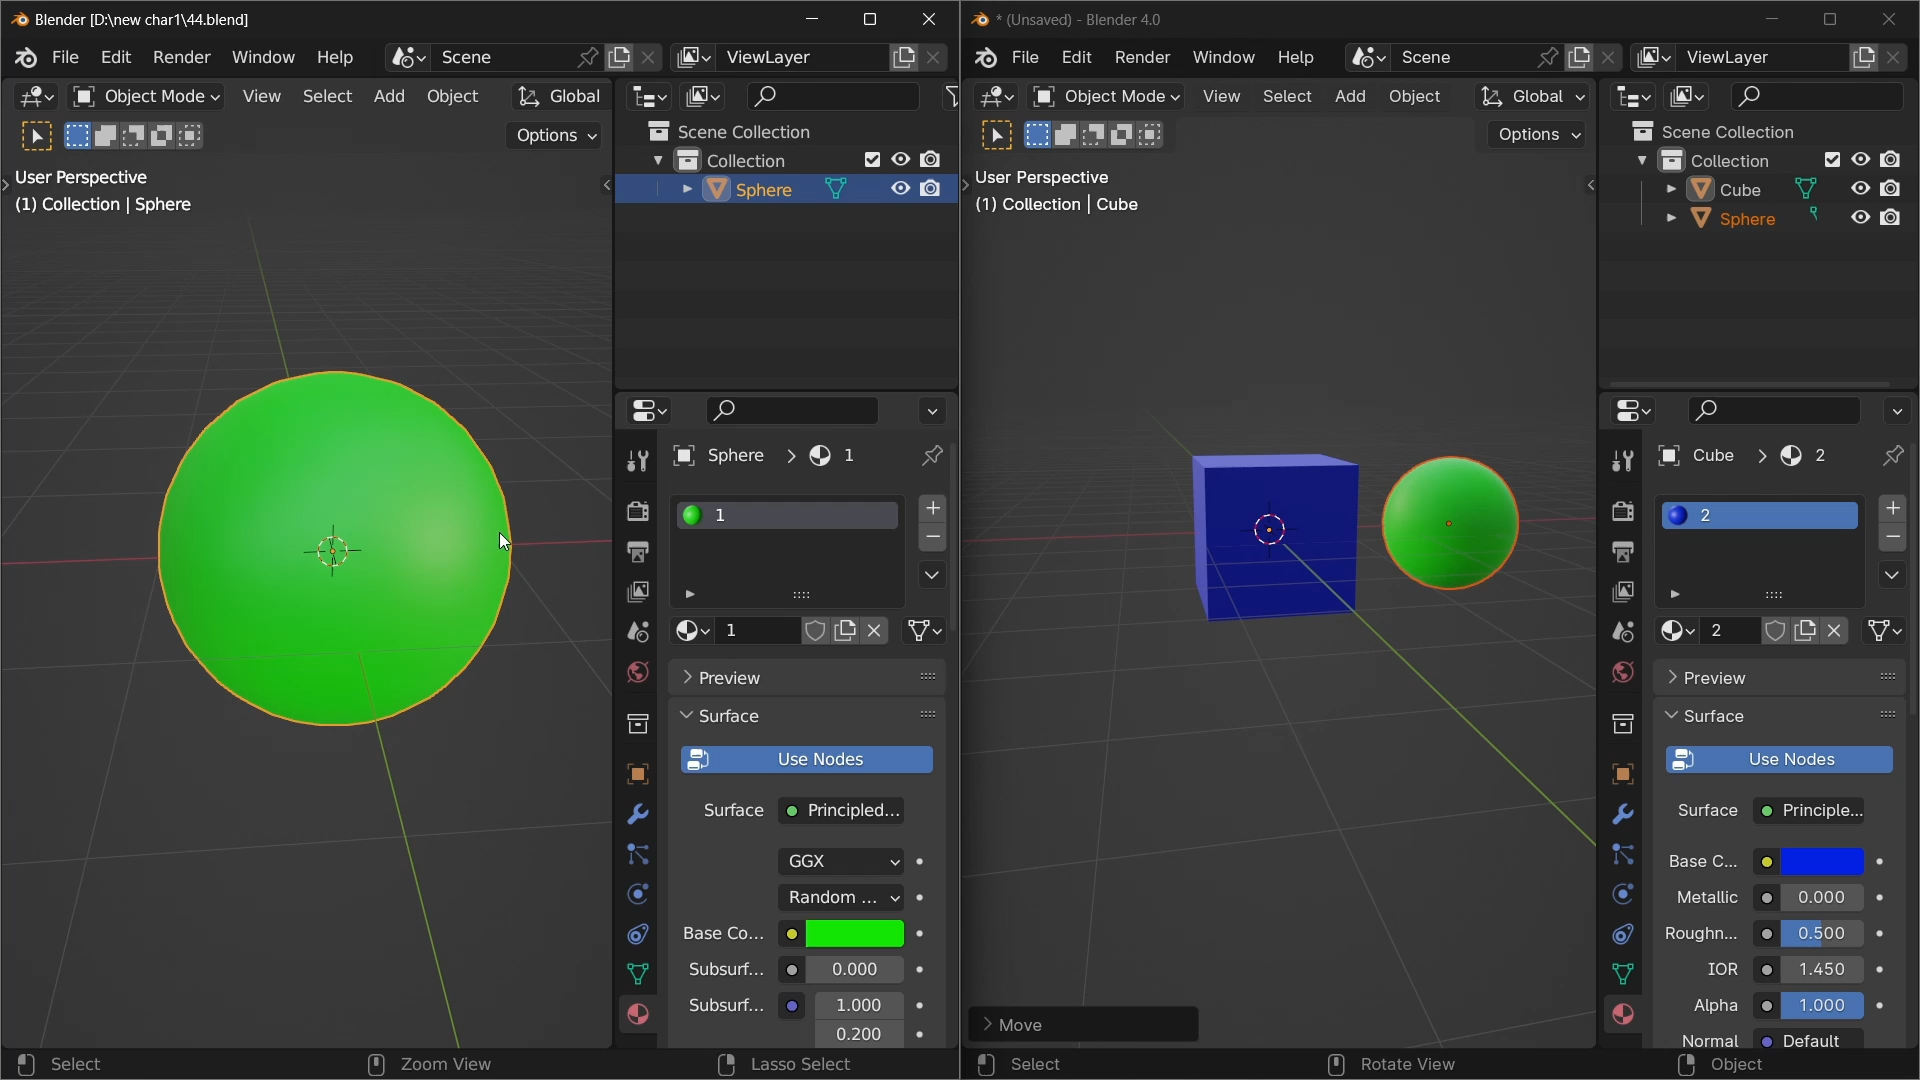 Blender [D:\new char1\44.blend]
File Edit Render Window Help Scene ViewLayer
Object Mode View Select Add Object Global
Options
User Perspective
(1) Collection | Sphere
Scene Collection
Collection
Sphere
Sphere 1
1
1
Preview
Surface
Use Nodes
Surface Principled...
GGX
Random ...
Base Co...
Subsurf... 0.000
Subsurf... 1.000
0.200
Select Zoom View Lasso Select
* (Unsaved) - Blender 4.0
File Edit Render Window Help Scene ViewLayer
Object Mode View Select Add Object Global
Options
User Perspective
(1) Collection | Cube
Scene Collection
Collection
Cube
Sphere
Cube 2
2
2
Preview
Surface
Use Nodes
Surface Principle...
Base C...
Metallic 0.000
Roughn... 0.500
IOR 1.450
Alpha 1.000
Normal Default
Move
Select Rotate View Object